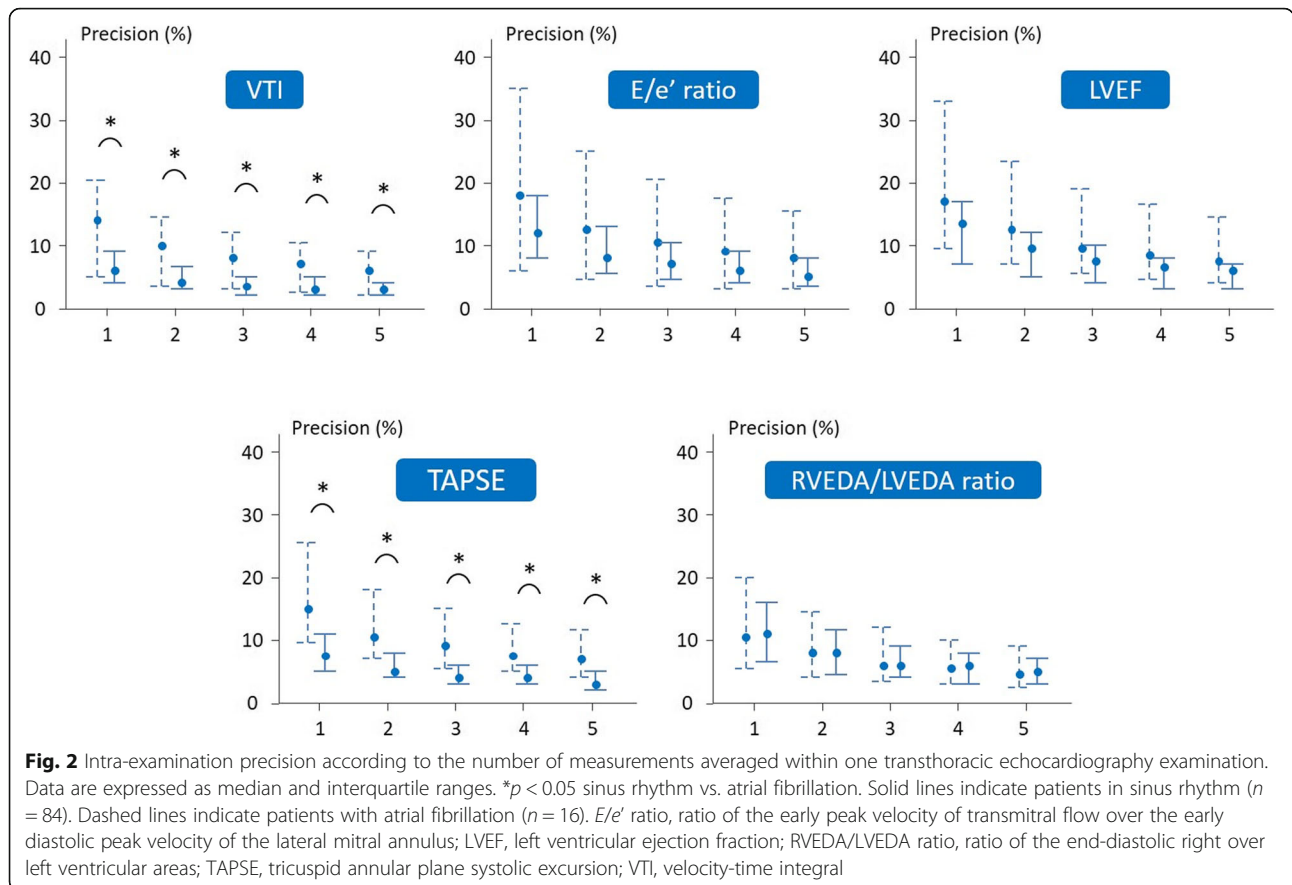 Precision (%)
40
30
20
10
0
VTI
*
*
*
*
*
1 2 3 4 5
Precision (%)
40
30
20
10
0
E/e’ ratio
1 2 3 4 5
Precision (%)
40
30
20
10
0
LVEF
1 2 3 4 5
Precision (%)
40
30
20
10
0
TAPSE
*
*
*
*
*
1 2 3 4 5
Precision (%)
40
30
20
10
0
RVEDA/LVEDA ratio
1 2 3 4 5
Fig. 2 Intra-examination precision according to the number of measurements averaged within one transthoracic echocardiography examination.
Data are expressed as median and interquartile ranges. *p < 0.05 sinus rhythm vs. atrial fibrillation. Solid lines indicate patients in sinus rhythm (n
= 84). Dashed lines indicate patients with atrial fibrillation (n = 16). E/e′ ratio, ratio of the early peak velocity of transmitral flow over the early
diastolic peak velocity of the lateral mitral annulus; LVEF, left ventricular ejection fraction; RVEDA/LVEDA ratio, ratio of the end-diastolic right over
left ventricular areas; TAPSE, tricuspid annular plane systolic excursion; VTI, velocity-time integral